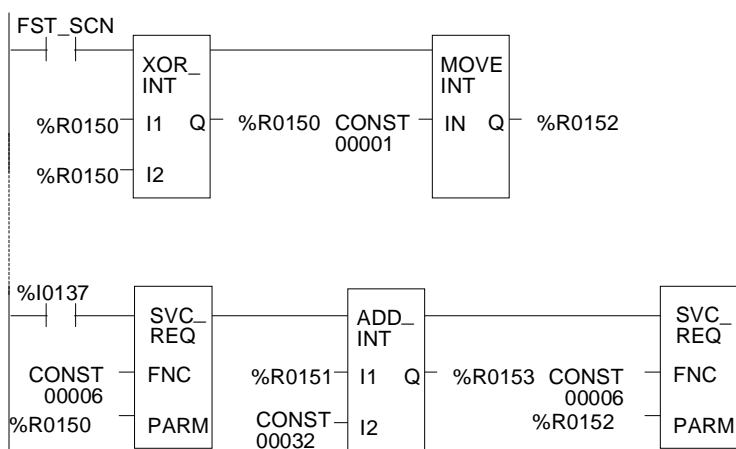 FST_SCN
XOR_
INT
MOVE
INT
%R0150 I1 Q %R0150 CONST
00001 IN Q %R0152
%R0150 I2
%I0137
SVC_
REQ
ADD_
INT
SVC_
REQ
CONST
00006 FNC %R0151 I1 Q %R0153 CONST
00006 FNC
%R0150 PARM CONST
00032 I2 %R0152 PARM